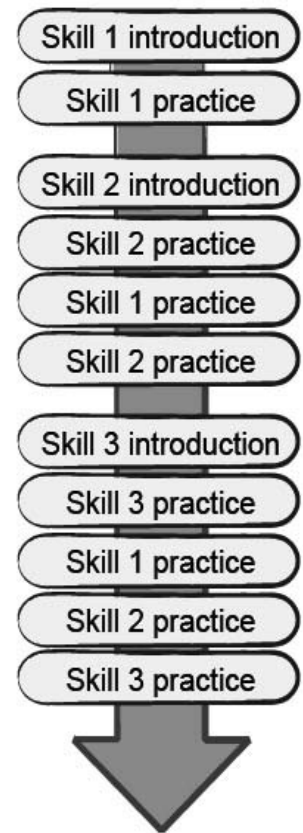 Skill 1 introduction
Skill 1 practice
Skill 2 introduction
Skill 2 practice
Skill 1 practice
Skill 2 practice
Skill 3 introduction
Skill 3 practice
Skill 1 practice
Skill 2 practice
Skill 3 practice